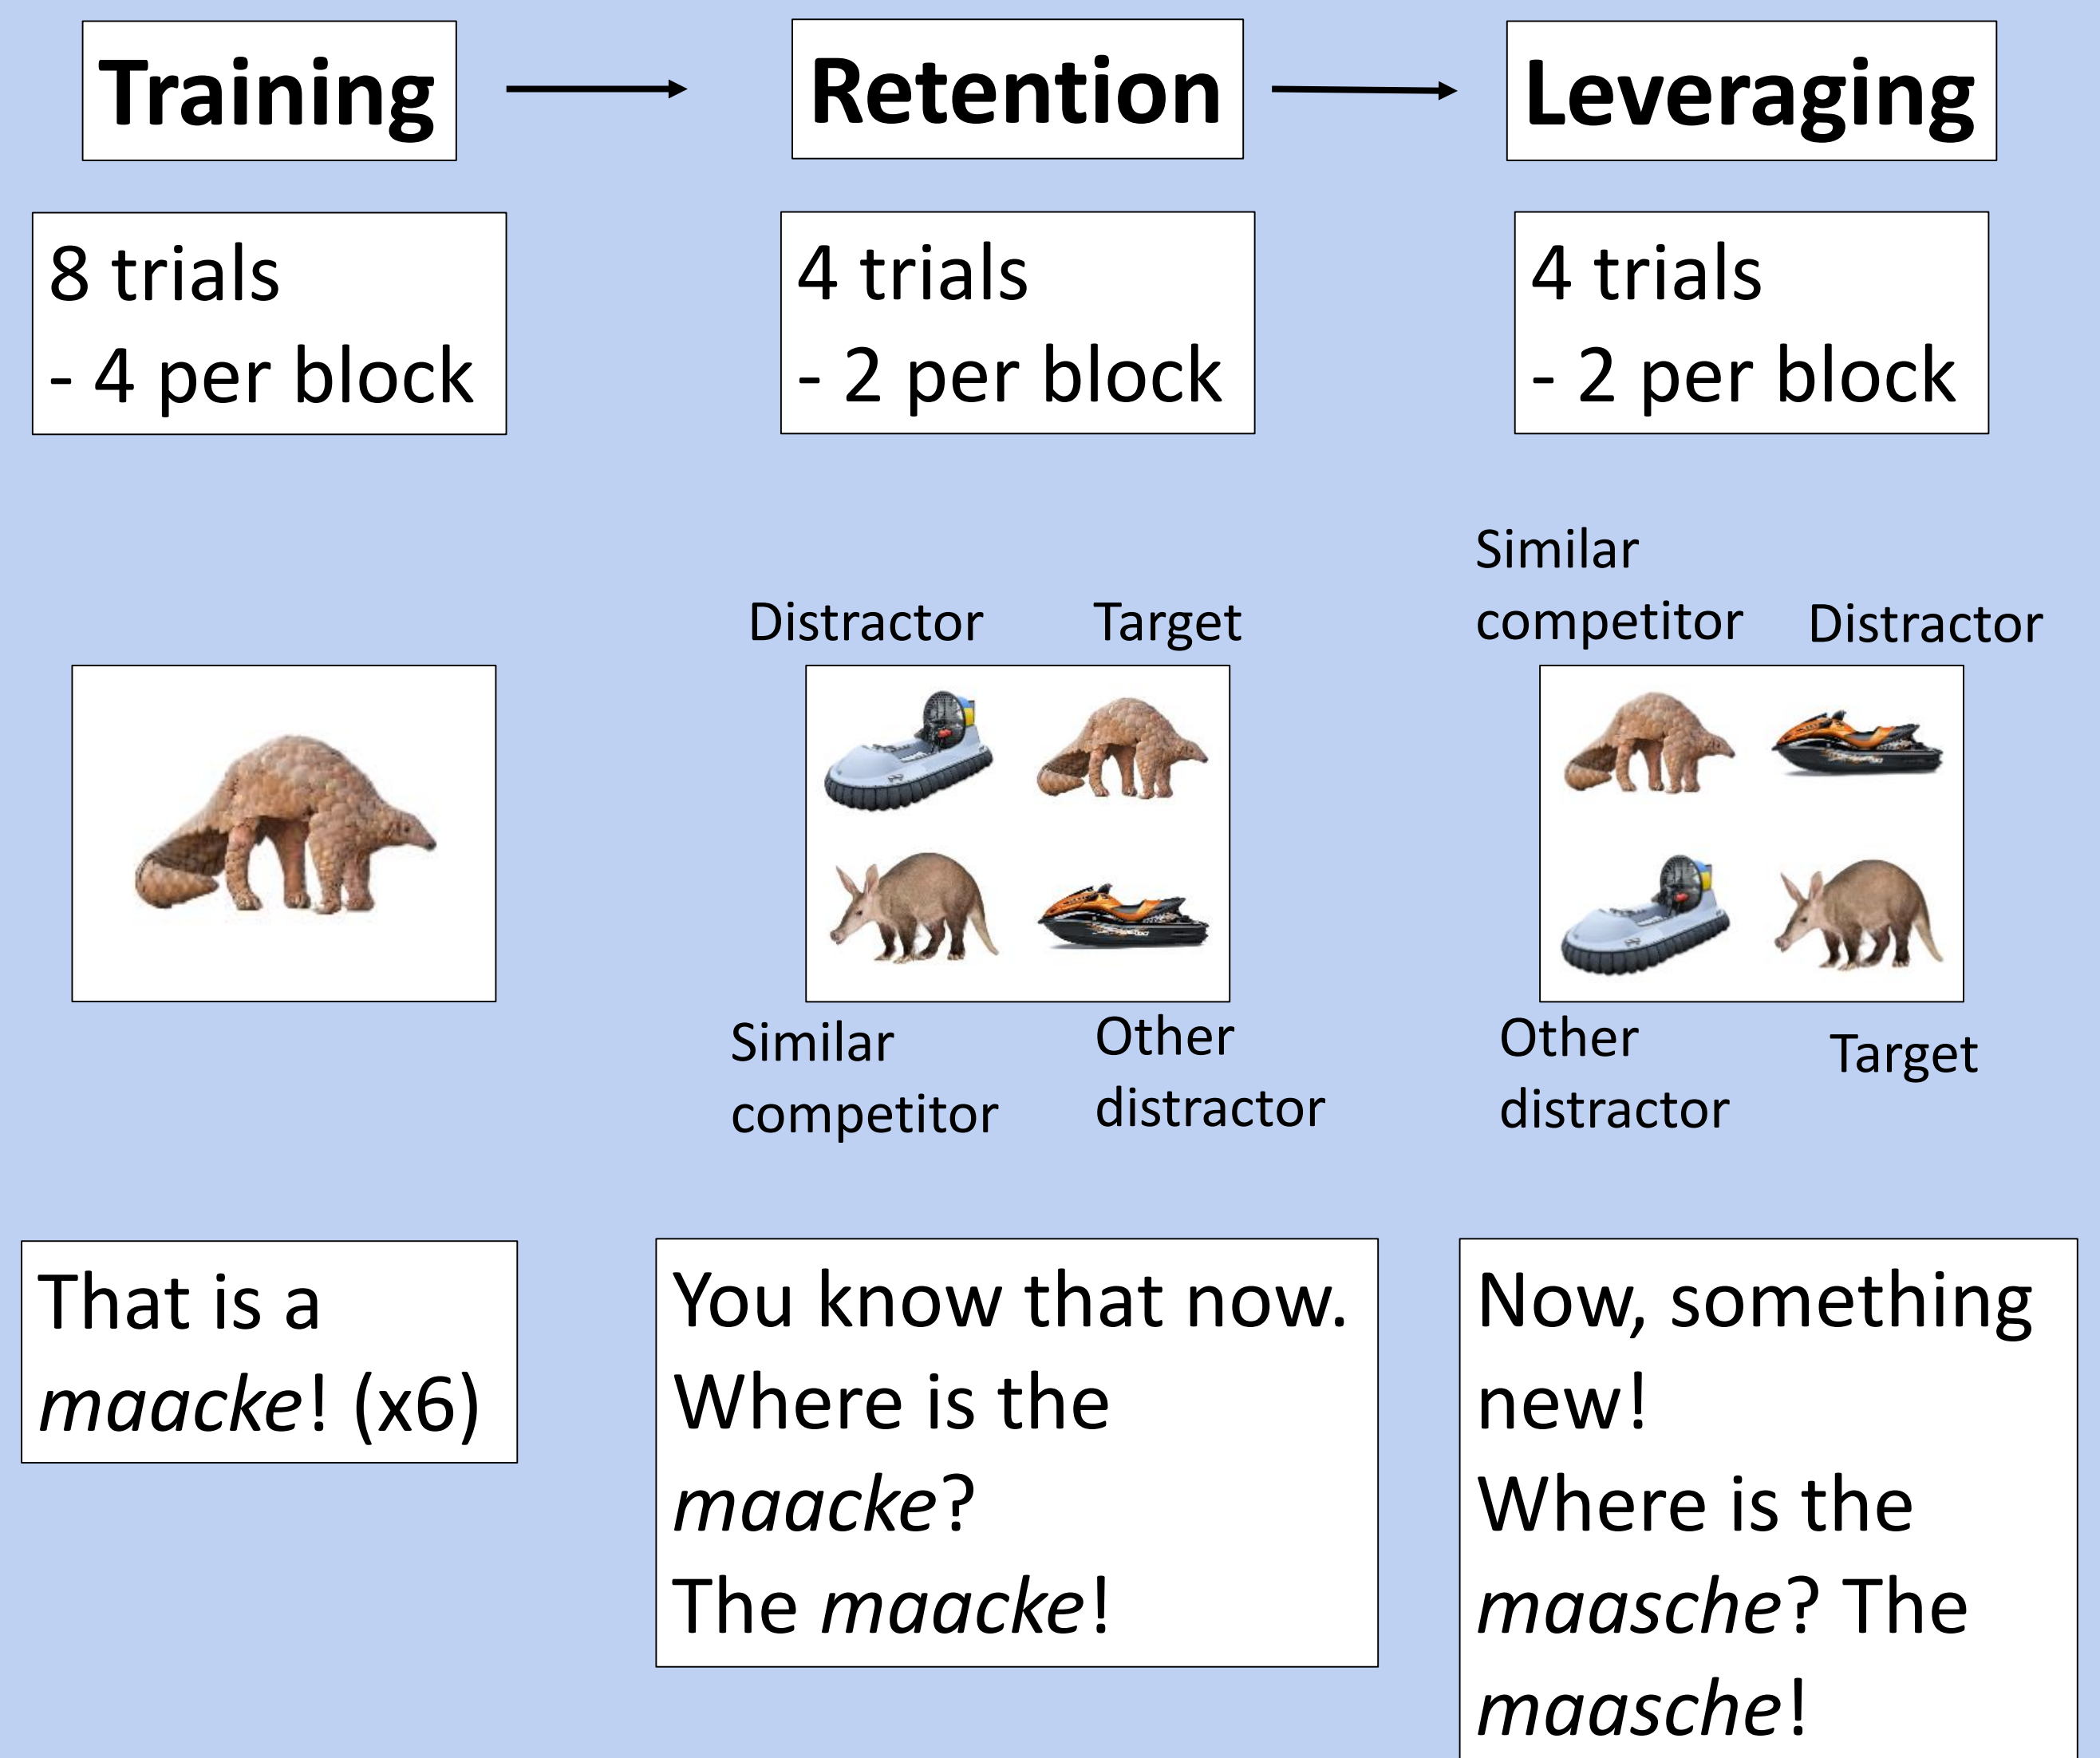 Training
Retention
Leveraging
8 trials
- 4 per block
4 trials
- 2 per block
4 trials
- 2 per block
Distractor
Target
Similar
competitor
Other
distractor
Similar
competitor
Distractor
Other
distractor
Target
That is a
maacke! (x6)
You know that now.
Where is the
maacke?
The maacke!
Now, something
new!
Where is the
maasche? The
maasche!